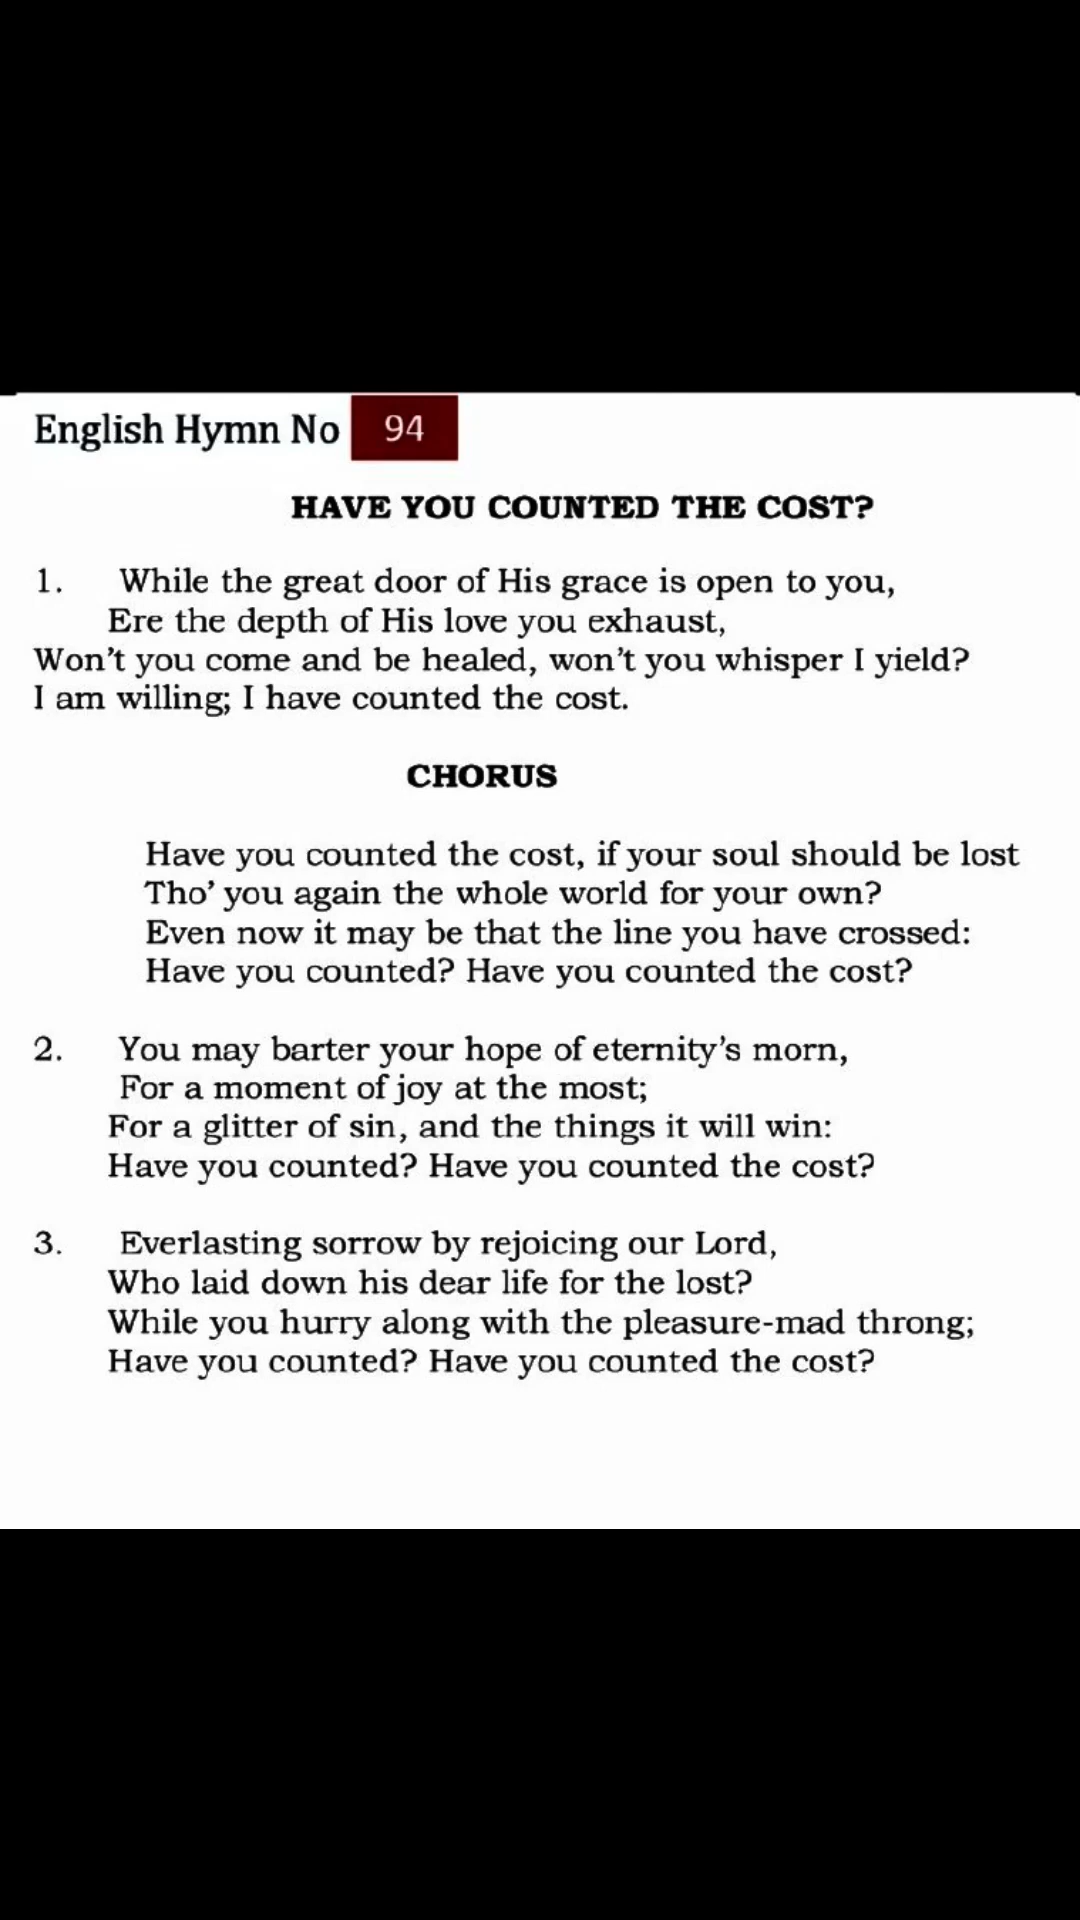 English Hymn No 94
HAVE YOU COUNTED THE COST?
1. While the great door of His grace is open to you,
Ere the depth of His love you exhaust,
Won't you come and be healed, won't you whisper I yield?
I am willing; I have counted the cost.
CHORUS
Have you counted the cost, if your soul should be lost
Tho' you again the whole world for your own?
Even now it may be that the line you have crossed:
Have you counted? Have you counted the cost?
2. You may barter your hope of eternity's morn,
For a moment of joy at the most;
For a glitter of sin, and the things it will win:
Have you counted? Have you counted the cost?
3. Everlasting sorrow by rejoicing our Lord,
Who laid down his dear life for the lost?
While you hurry along with the pleasure-mad throng;
Have you counted? Have you counted the cost?